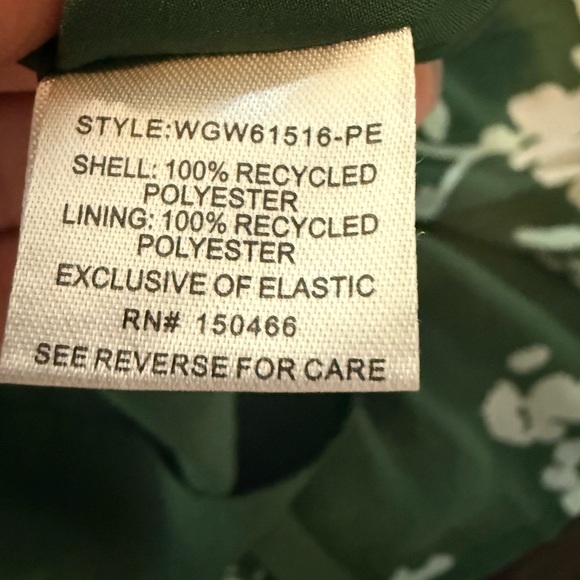 STYLE:WGW61516-PE
SHELL: 100% RECYCLED
POLYESTER
LINING: 100% RECYCLED
POLYESTER
EXCLUSIVE OF ELASTIC
RN# 150466
SEE REVERSE FOR CARE